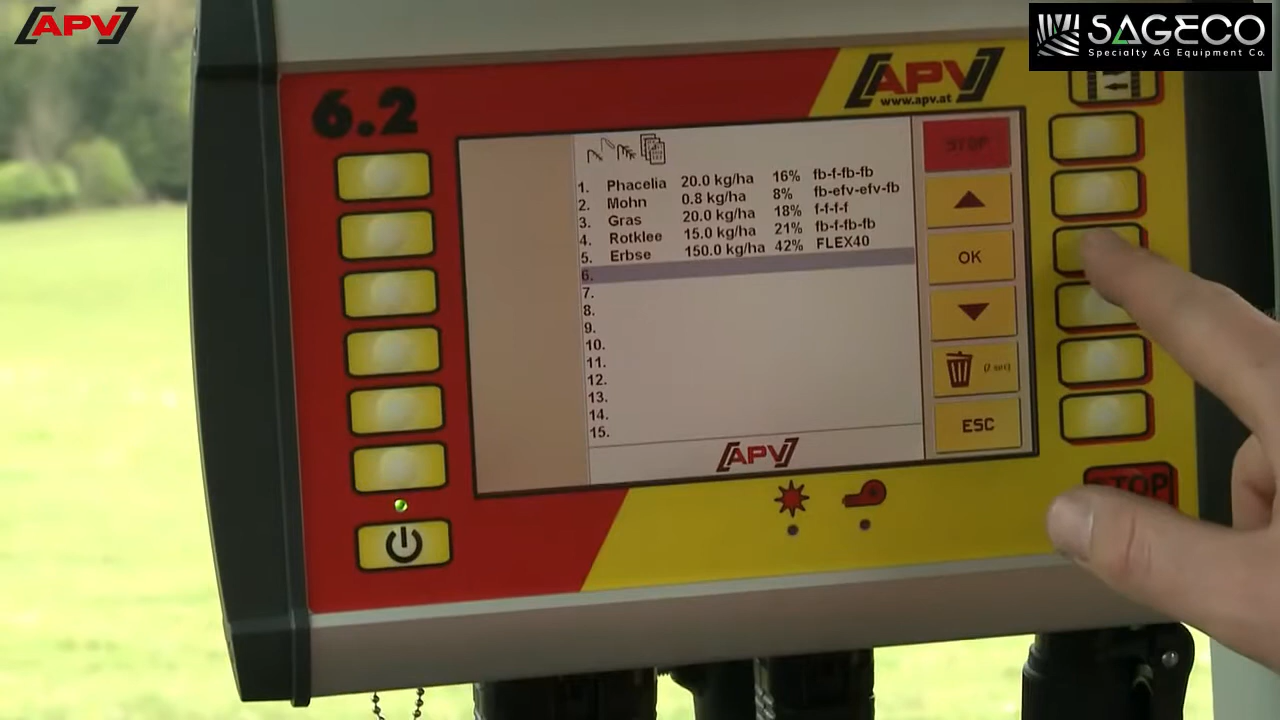 [APV]
SAGECO
Specialty AG Equipment Co.
6.2
[APV]
www.apv.at
STOP
1. Phacelia 20.0 kg/ha 16% fb-f-fb-fb
2. Mohn 0.8 kg/ha 8% fb-efv-efv-fb
3. Gras 20.0 kg/ha 18% f-f-f-f
4. Rotklee 15.0 kg/ha 21% fb-f-fb-fb
5. Erbse 150.0 kg/ha 42% FLEX40
6.
7.
8.
9.
10.
11.
12.
13.
14.
15.
OK
ESC
[APV]
STOP